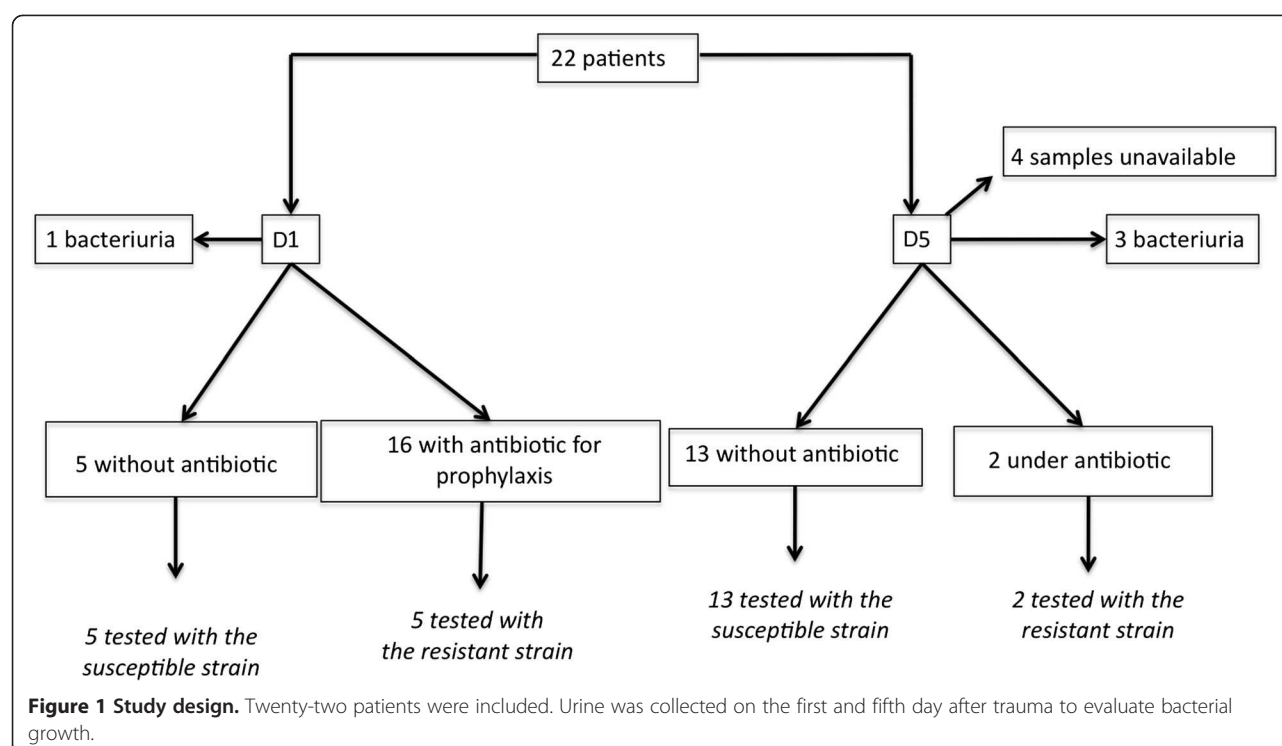 22 patients
4 samples unavailable
1 bacteriuria
D1
D5
3 bacteriuria
5 without antibiotic
16 with antibiotic for
prophylaxis
13 without antibiotic
2 under antibiotic
5 tested with the
susceptible strain
5 tested with
the resistant strain
13 tested with the
susceptible strain
2 tested with the
resistant strain
Figure 1 Study design. Twenty-two patients were included. Urine was collected on the first and fifth day after trauma to evaluate bacterial
growth.